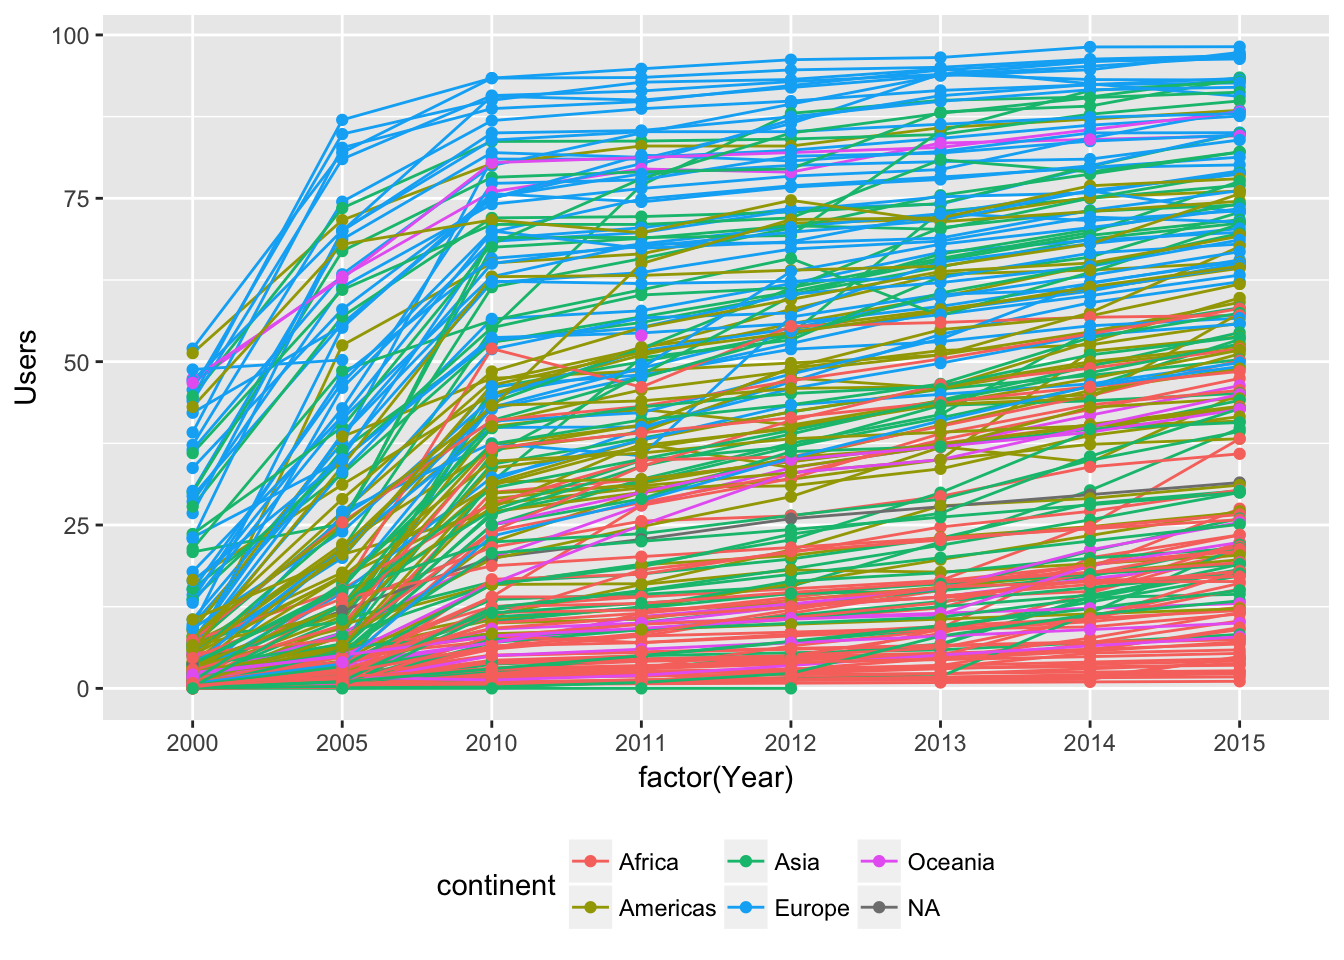 100
75
50
25
0
Users
2000 2005 2010 2011 2012 2013 2014 2015
factor(Year)
continent
Africa Asia Oceania
Americas Europe NA